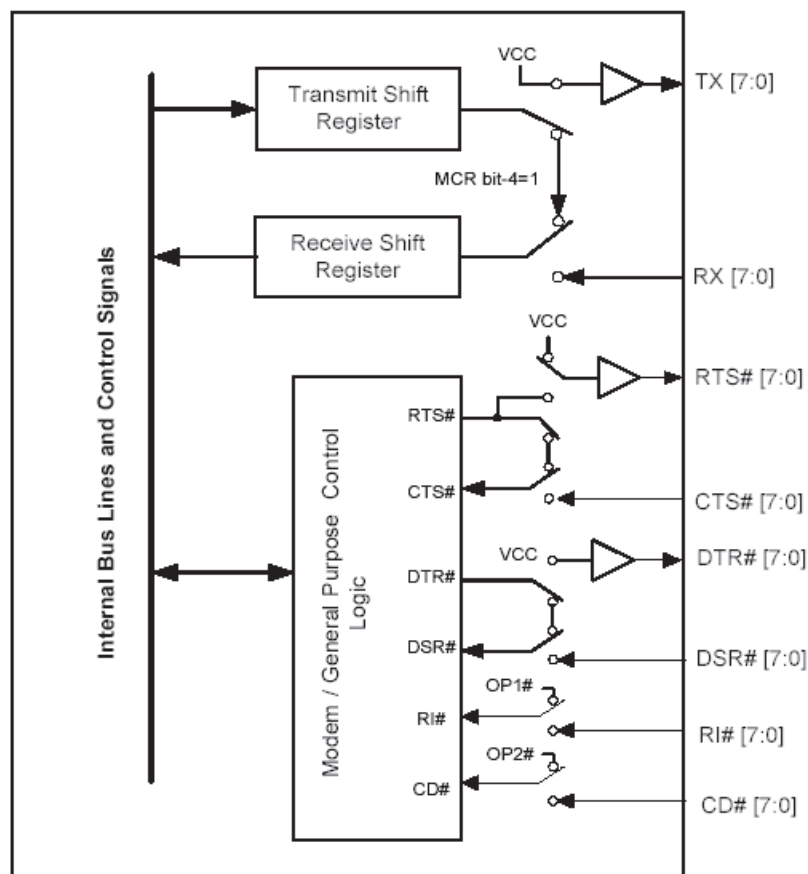 VCC
TX [7:0]
Transmit Shift
Register
MCR bit-4=1
Receive Shift
Register
RX [7:0]
Internal Bus Lines and Control Signals
VCC
RTS# [7:0]
RTS#
CTS#
CTS# [7:0]
Modem / General Purpose Control
Logic
VCC
DTR# [7:0]
DTR#
DSR#
DSR# [7:0]
OP1#
RI#
RI# [7:0]
OP2#
CD#
CD# [7:0]